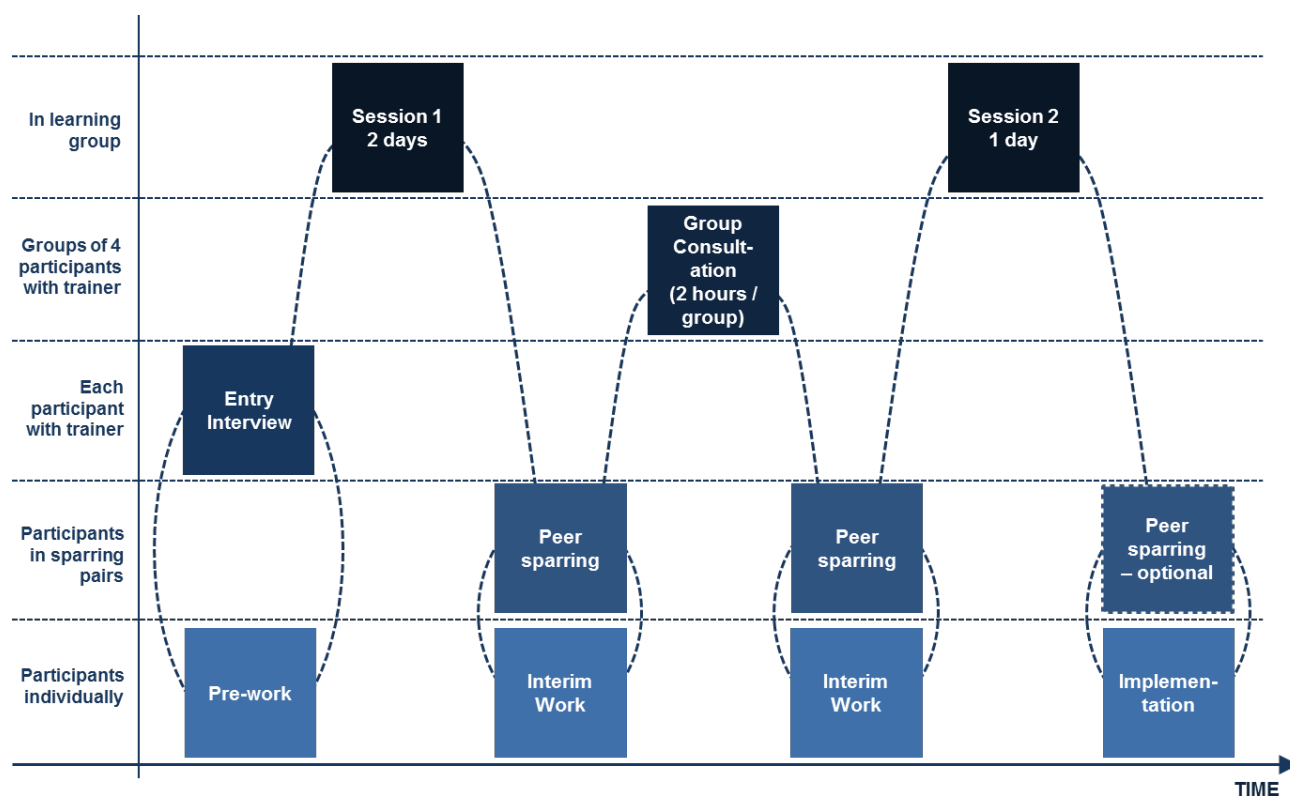 In learning
group
Session 1
2 days
Session 2
1 day
Groups of 4
participants
with trainer
Group
Consult-
ation
(2 hours /
group)
Each
participant
with trainer
Entry
Interview
Participants
in sparring
pairs
Peer
sparring
Peer
sparring
Peer
sparring
– optional
Participants
individually
Pre-work
Interim
Work
Interim
Work
Implemen-
tation
TIME